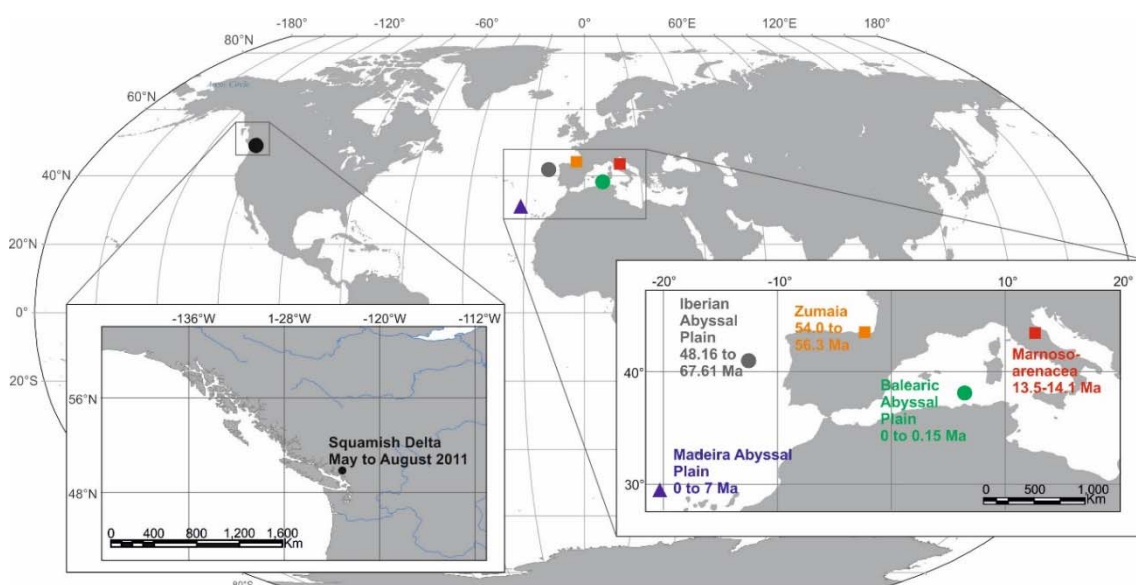 -180° -120° -60° 0° 60° 120° 180°
80°N
60°N
40°N
20°N
0°
20°S
80°S
-136°W -128°W -120°W -112°W
56°N
48°N
Squamish Delta
May to August 2011
0 400 800 1,200 1,600
Km
-20° -10° 0° 10° 20°
40°
30°
Iberian
Abyssal
Plain
48.16 to
67.61 Ma
Zumaia
54.0 to
56.3 Ma
Marnoso-
arenacea
13.5-14.1 Ma
Balearic
Abyssal
Plain
0 to 0.15 Ma
Madeira Abyssal
Plain
0 to 7 Ma
0 500 1,000
Km